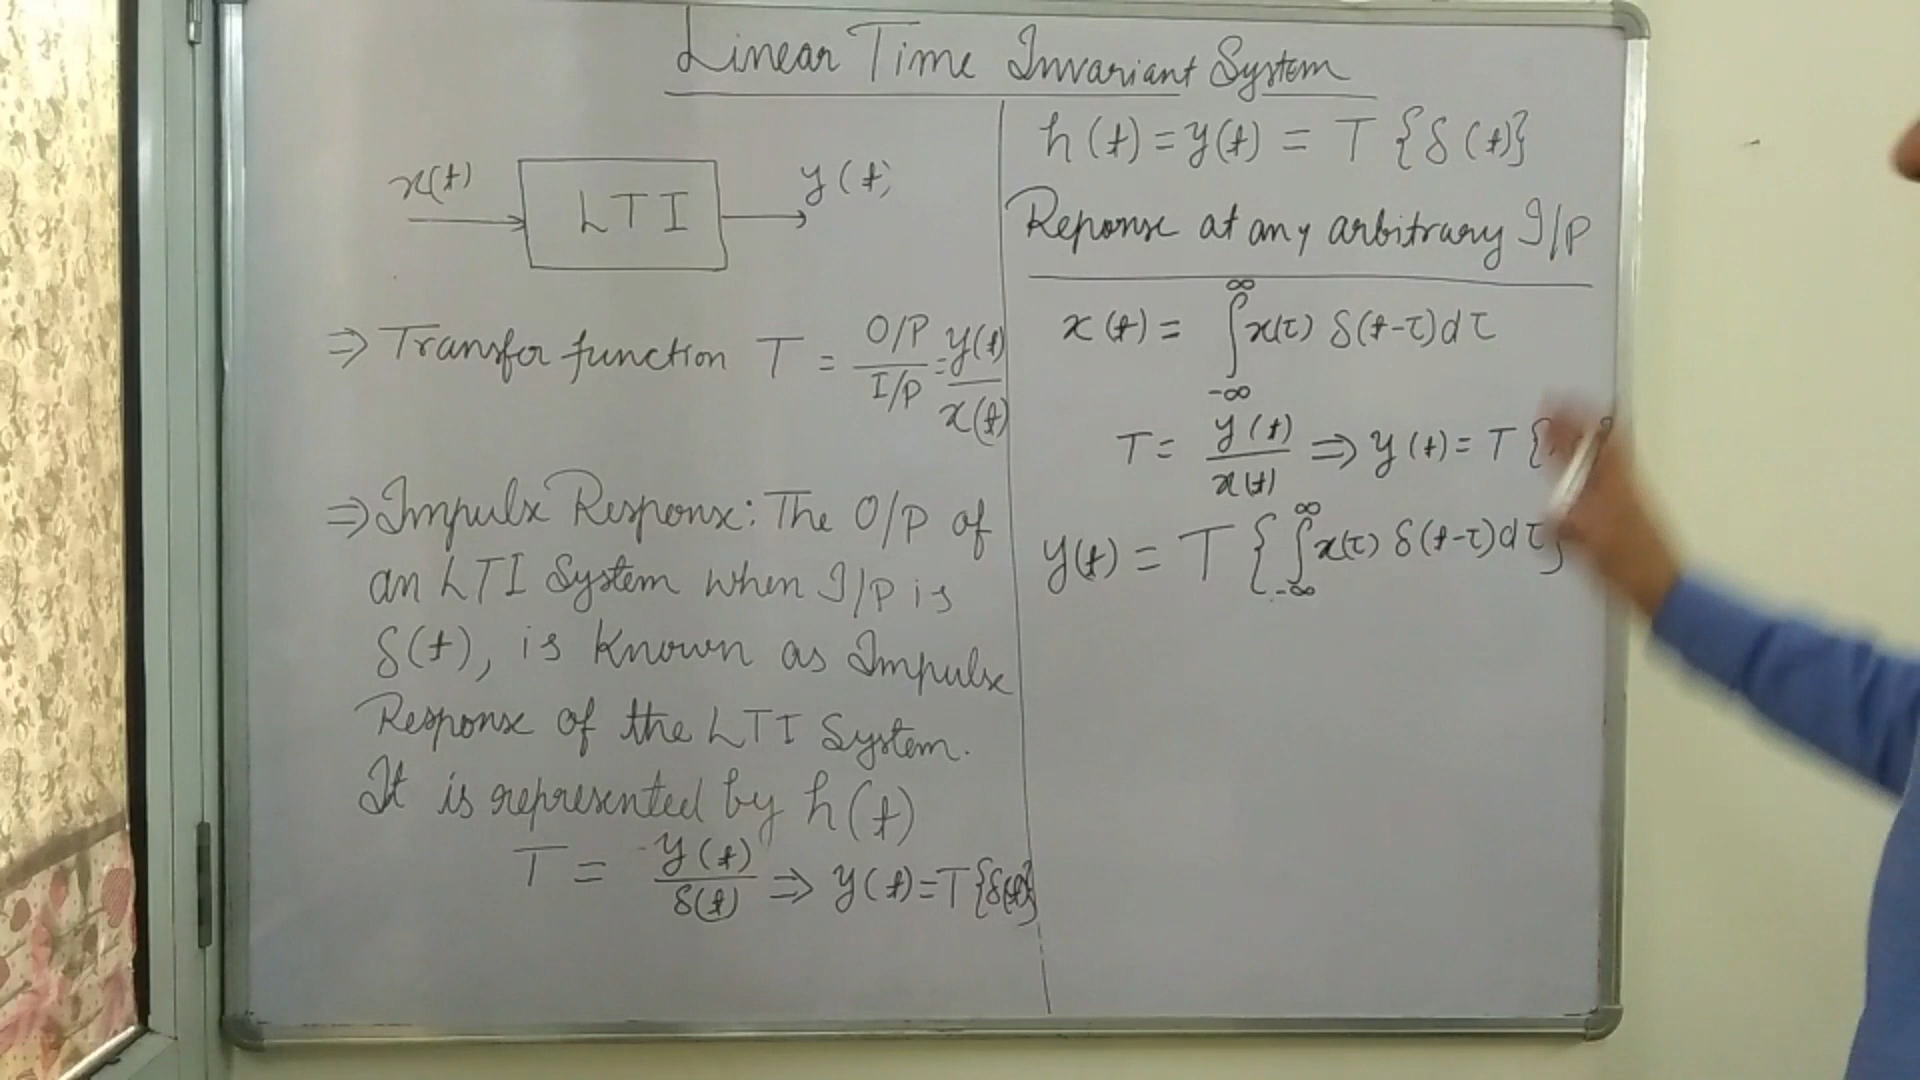 Linear Time Invariant System
x(t) LTI y(t)
⇒ Transfer function T = O/P / I/P = y(t) / x(t)
⇒ Impulse Response: The O/P of
an LTI System when I/P is
δ(t), is known as Impulse
Response of the LTI System.
It is represented by h(t)
T = y(t) / δ(t) ⇒ y(t) = T{δ(t)}
h(t) = y(t) = T {δ(t)}
Reponse at any arbitrary I/P
x(t) = ∫_{-∞}^{∞} x(τ) δ(t-τ)dτ
T = y(t) / x(t) ⇒ y(t) = T {
y(t) = T { ∫_{-∞}^{∞} x(τ) δ(t-τ)dτ }